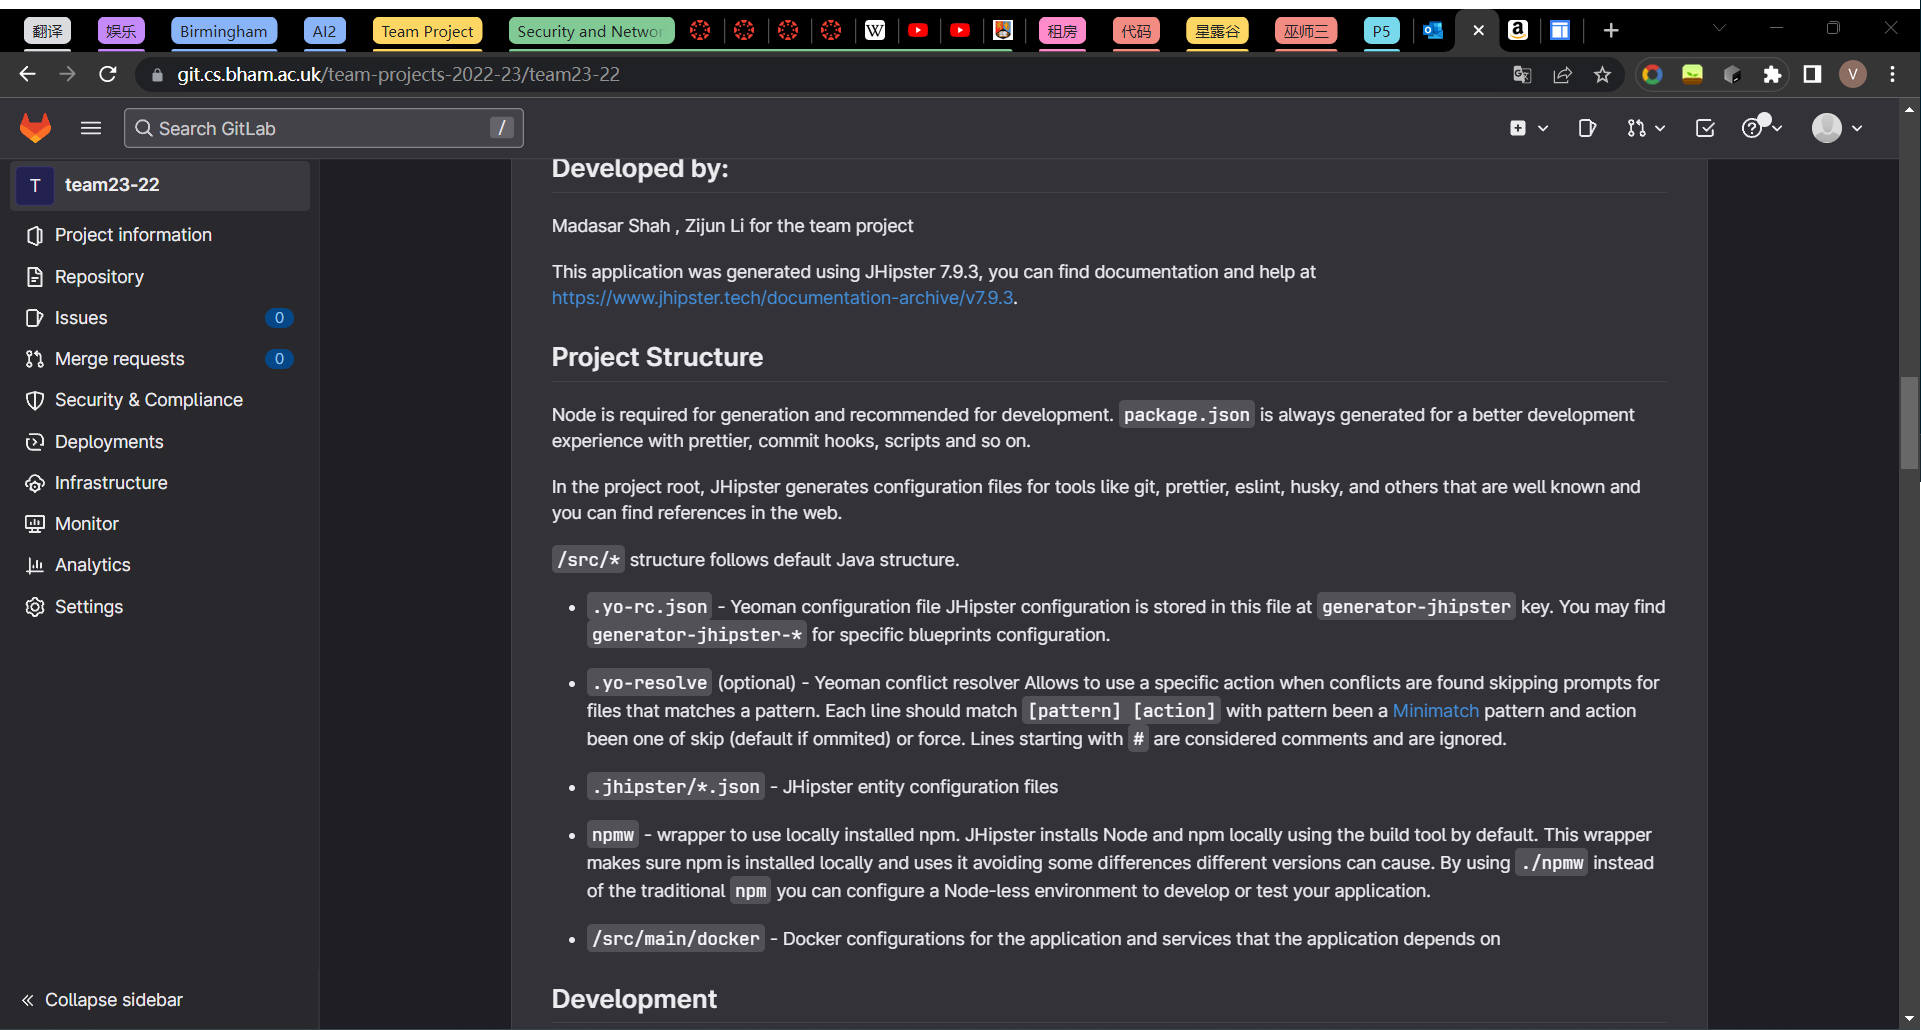 翻译 娱乐 Birmingham AI2 Team Project Security and Networ W 租房 代码 星露谷 巫师三 P5 a
git.cs.bham.ac.uk/team-projects-2022-23/team23-22 V
Search GitLab /
T team23-22
Project information
Repository
Issues 0
Merge requests 0
Security & Compliance
Deployments
Infrastructure
Monitor
Analytics
Settings
Collapse sidebar
Developed by:
Madasar Shah , Zijun Li for the team project
This application was generated using JHipster 7.9.3, you can find documentation and help at
https://www.jhipster.tech/documentation-archive/v7.9.3.
Project Structure
Node is required for generation and recommended for development. package.json is always generated for a better development
experience with prettier, commit hooks, scripts and so on.
In the project root, JHipster generates configuration files for tools like git, prettier, eslint, husky, and others that are well known and
you can find references in the web.
/src/* structure follows default Java structure.
• .yo-rc.json - Yeoman configuration file JHipster configuration is stored in this file at generator-jhipster key. You may find
generator-jhipster-* for specific blueprints configuration.
• .yo-resolve (optional) - Yeoman conflict resolver Allows to use a specific action when conflicts are found skipping prompts for
files that matches a pattern. Each line should match [pattern] [action] with pattern been a Minimatch pattern and action
been one of skip (default if ommited) or force. Lines starting with # are considered comments and are ignored.
• .jhipster/*.json - JHipster entity configuration files
• npmw - wrapper to use locally installed npm. JHipster installs Node and npm locally using the build tool by default. This wrapper
makes sure npm is installed locally and uses it avoiding some differences different versions can cause. By using ./npmw instead
of the traditional npm you can configure a Node-less environment to develop or test your application.
• /src/main/docker - Docker configurations for the application and services that the application depends on
Development